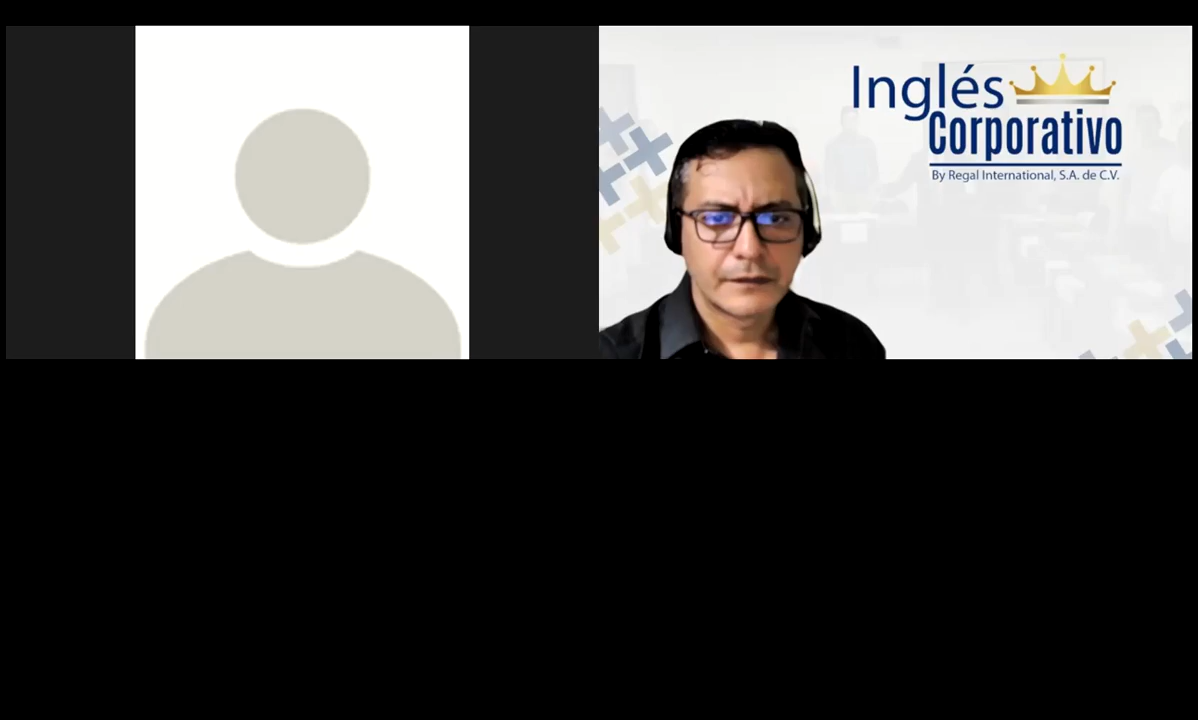 Inglés
Corporativo
By Regal International, S.A. de C.V.